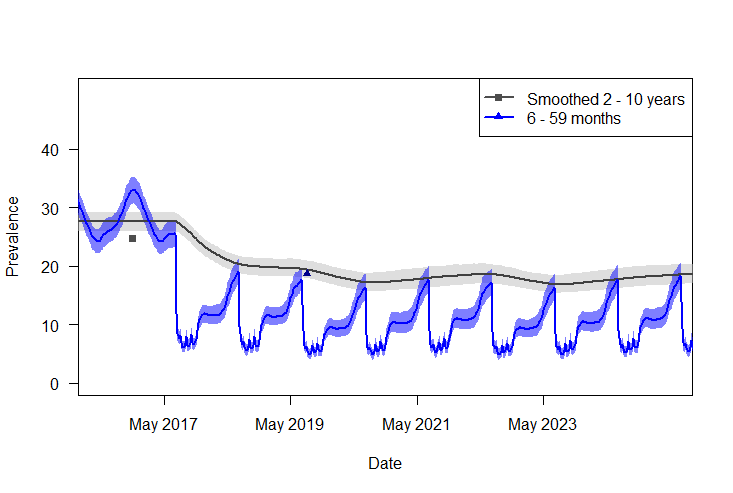 Smoothed 2 - 10 years
6 - 59 months
Prevalence
40
30
20
10
0
May 2017
May 2019
May 2021
May 2023
Date